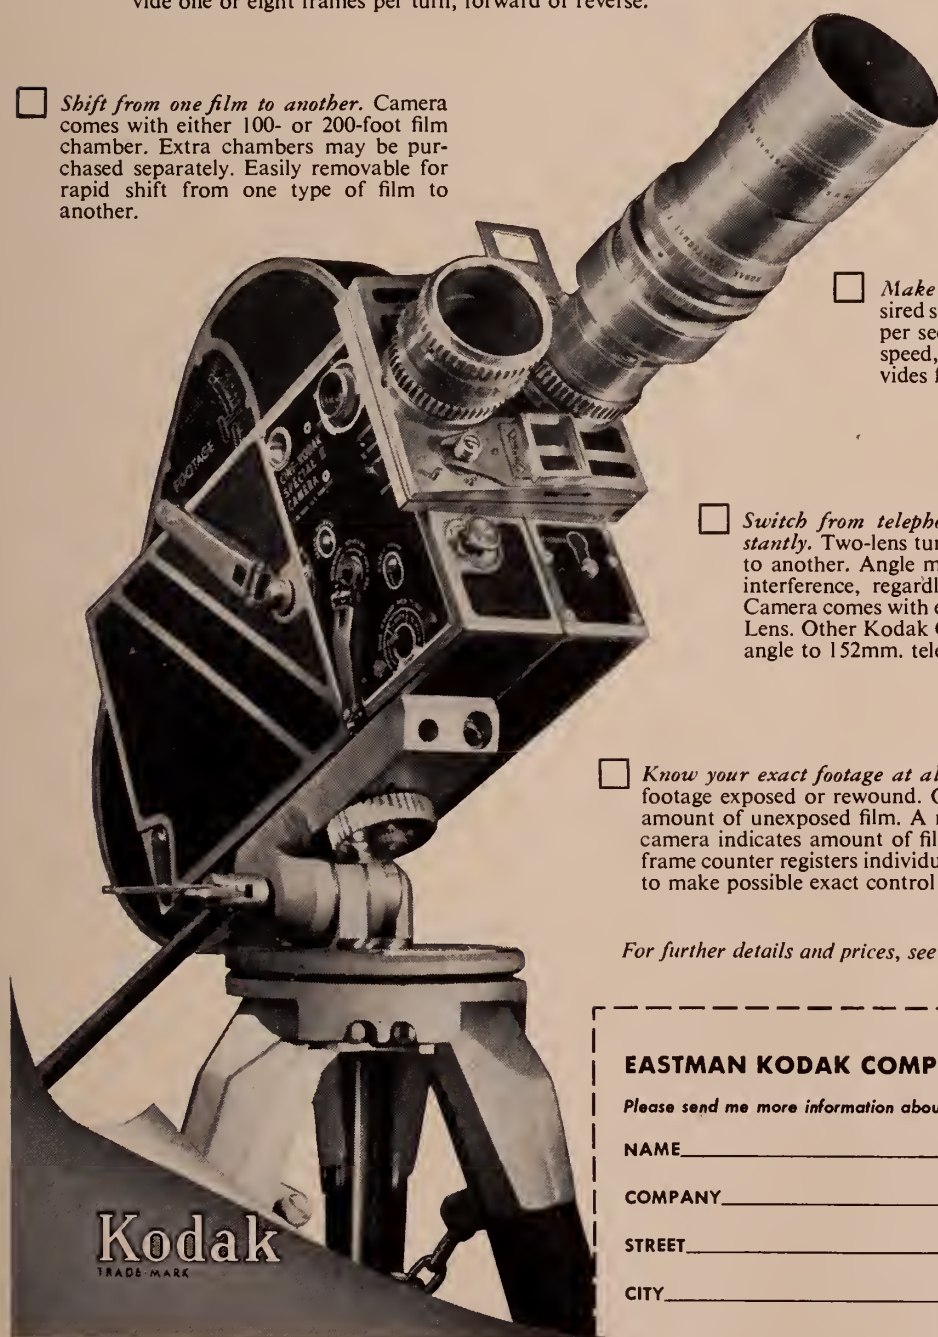 vide one or eight frames per turn, forward or reverse.
Shift from one film to another. Camera
comes with either 100- or 200-foot film
chamber. Extra chambers may be pur-
chased separately. Easily removable for
rapid shift from one type of film to
another.
Make
sired s
per se
speed,
vides f
Switch from teleph
stantly. Two-lens tur
to another. Angle m
interference, regardl
Camera comes with e
Lens. Other Kodak
angle to 152mm. tele
Know your exact footage at al
footage exposed or rewound.
amount of unexposed film. A
camera indicates amount of fil
frame counter registers individu
to make possible exact control
For further details and prices, see
EASTMAN KODAK COMP
Please send me more information abou
NAME
COMPANY
STREET
CITY
FOOTAGE
CINÉ-KODAK
SPECIAL II
CAMERA
Kodak
TRADE-MARK